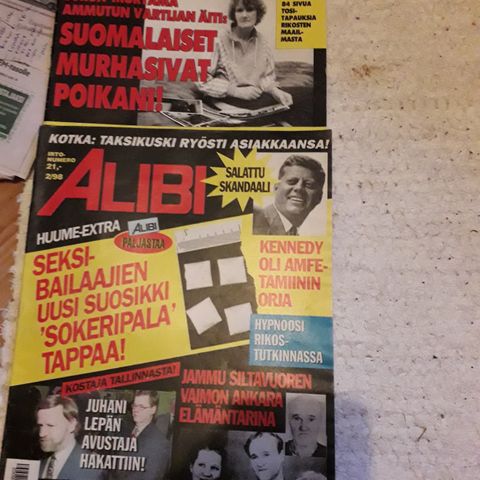 AMMUTUN VARTIJAN ÄITI:
SUOMALAISET
MURHASIVAT
POIKANI!
84 SIVUA
TOSI-
TAPAUKSIA
RIKOSTEN
MAAIL-
MASTA
KOTKA: TAKSIKUSKI RYÖSTI ASIAKKAANSA!
IRTO-
NUMERO
21,-
2/98
ALIBI
SALATTU
SKANDAALI
HUUME-EXTRA
ALIBI
PALJASTAA
SEKSI-
BAILAAJIEN
UUSI SUOSIKKI
'SOKERIPALA'
TAPPAA!
KENNEDY
OLI AMFE-
TAMIININ
ORJA
HYPNOOSI
RIKOS-
TUTKINNASSA
KOSTAJA TALLINNASTA!
JUHANI
LEPÄN
AVUSTAJA
HAKATTIIN!
JAMMU SILTAVUOREN
VAIMON ANKARA
ELÄMÄNTARINA